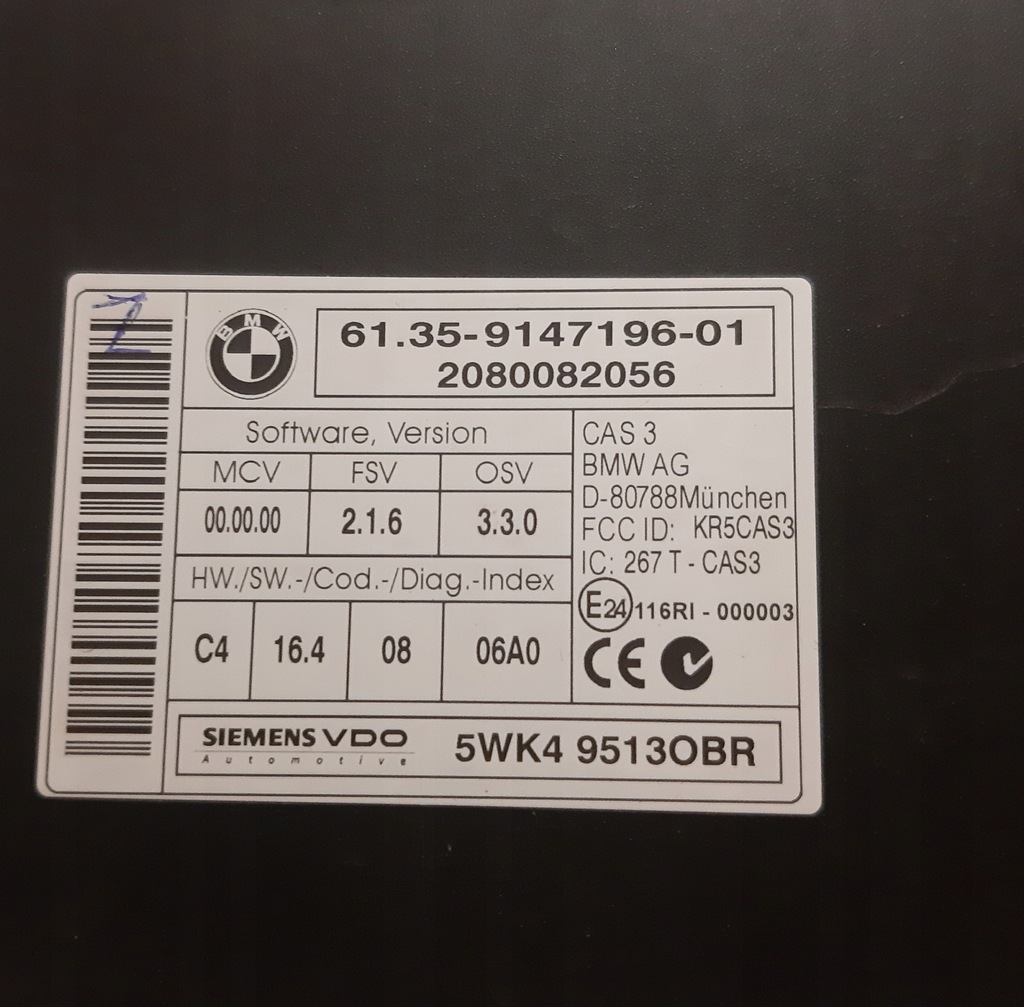 BMW
61.35-9147196-01
2080082056
Software, Version
MCV FSV OSV
00.00.00 2.1.6 3.3.0
HW./SW.-/Cod.-/Diag.-Index
C4 16.4 08 06A0
CAS 3
BMW AG
D-80788München
FCC ID: KR5CAS3
IC: 267 T - CAS3
E24 116RI - 000003
CE
SIEMENS VDO
Automotive
5WK4 9513OBR